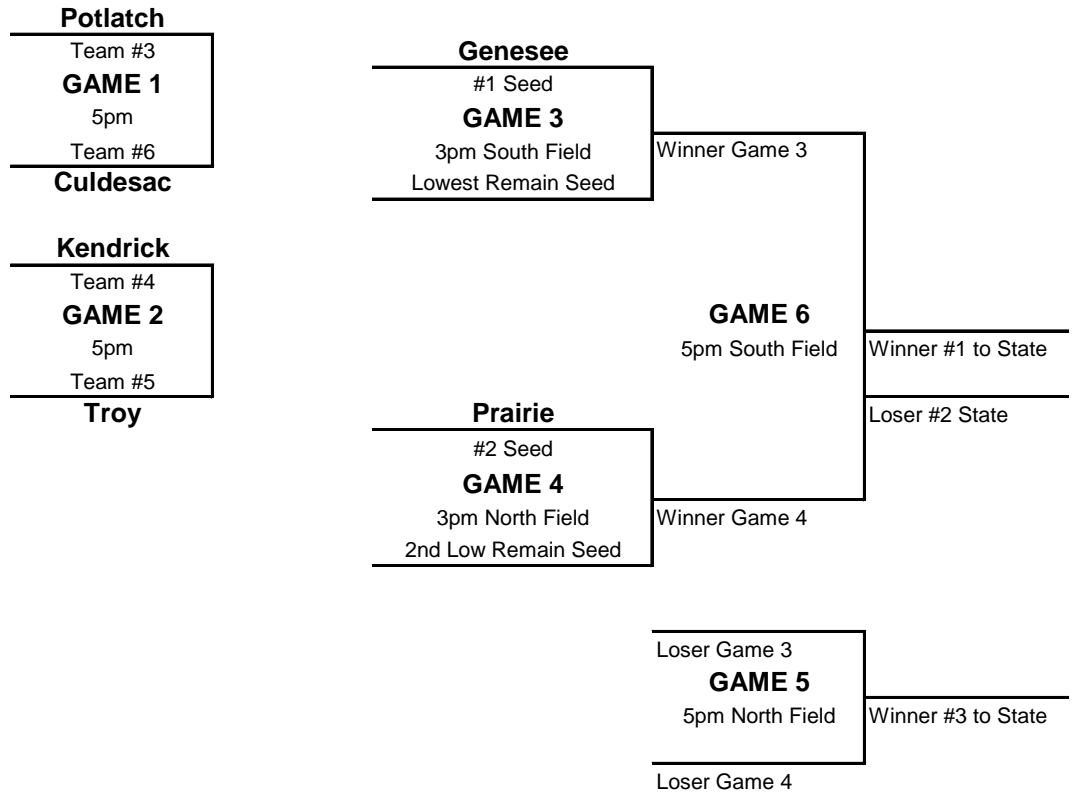 Potlatch
Team #3
GAME 1
5pm
Team #6
Culdesac
Kendrick
Team #4
GAME 2
5pm
Team #5
Troy
Genesee
#1 Seed
GAME 3
3pm South Field
Lowest Remain Seed
Prairie
#2 Seed
GAME 4
3pm North Field
2nd Low Remain Seed
Winner Game 3
GAME 6
5pm South Field
Winner Game 4
Winner #1 to State
Loser #2 State
Loser Game 3
GAME 5
5pm North Field
Loser Game 4
Winner #3 to State